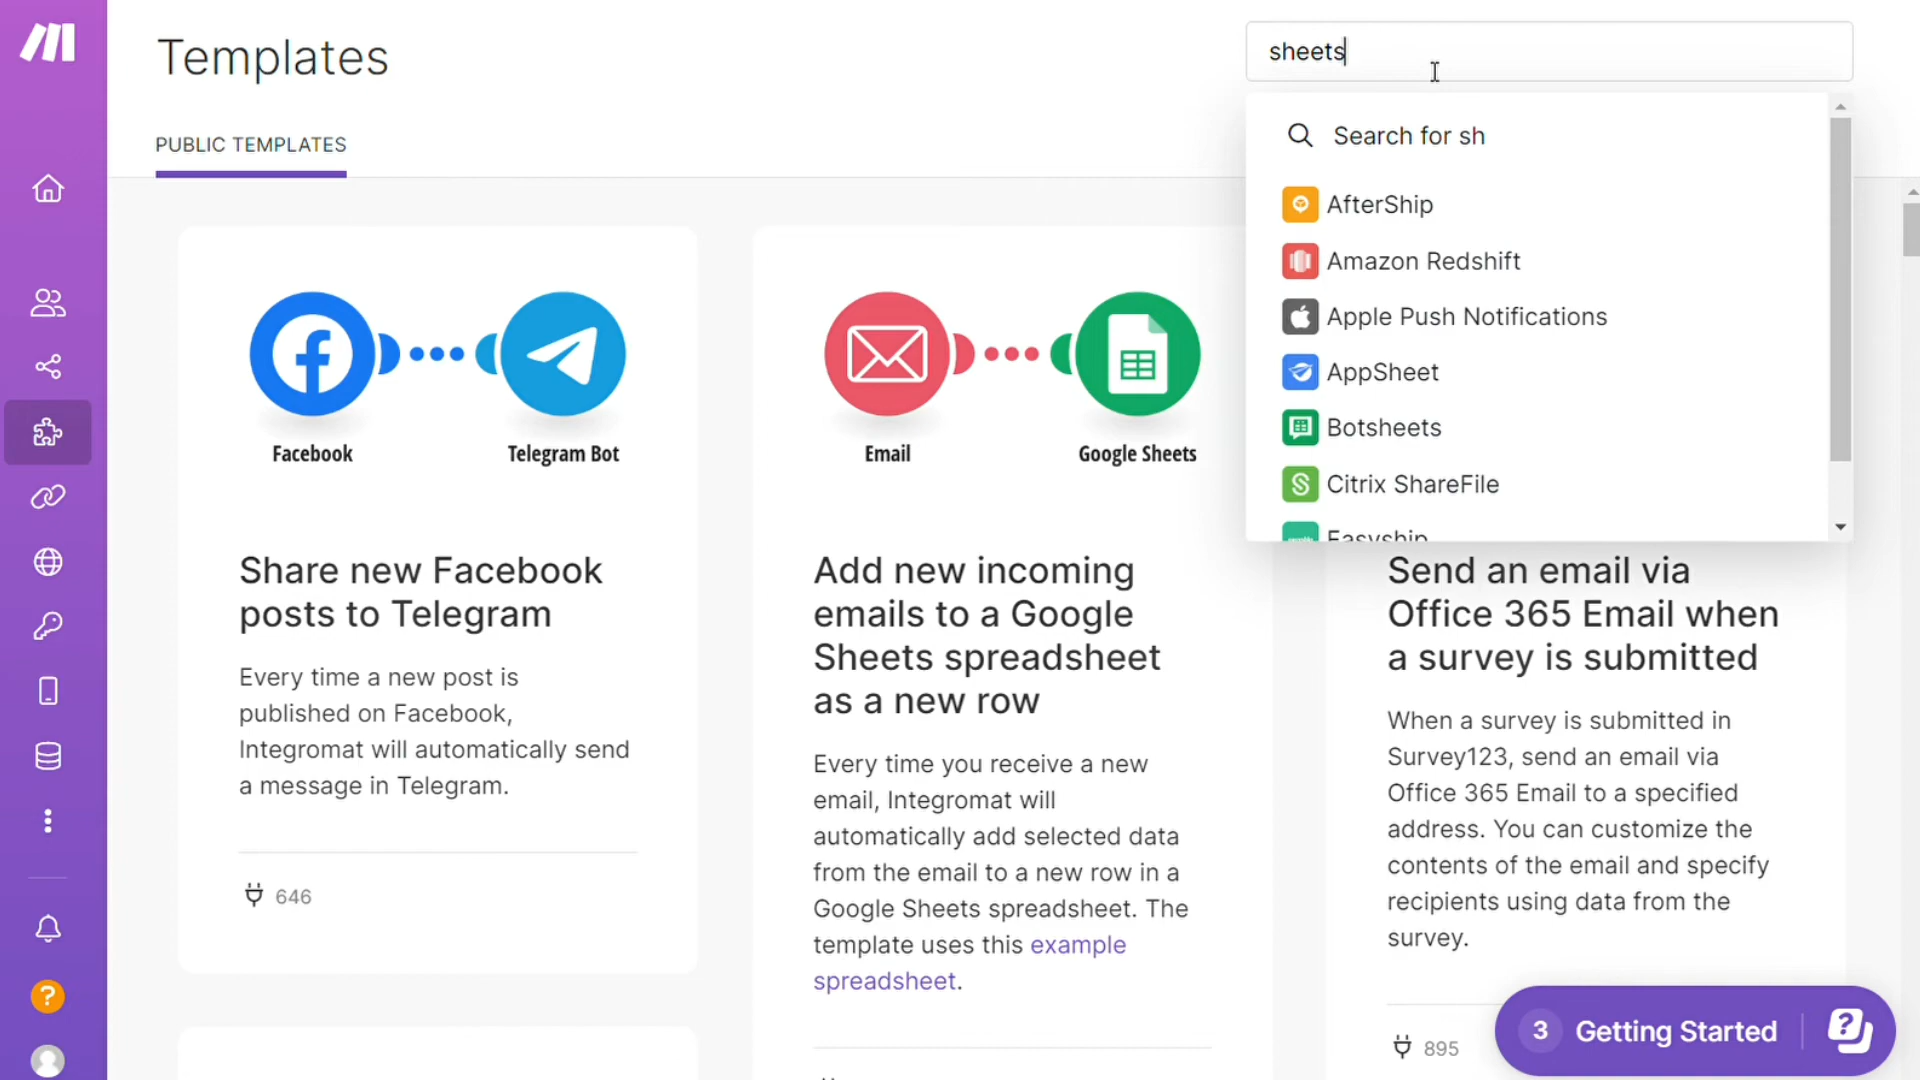 Templates
sheets
PUBLIC TEMPLATES
Search for sh
AfterShip
Amazon Redshift
Apple Push Notifications
AppSheet
Botsheets
Citrix ShareFile
Easyship
Facebook
Telegram Bot
Share new Facebook
posts to Telegram
Every time a new post is
published on Facebook,
Integromat will automatically send
a message in Telegram.
646
Email
Google Sheets
Add new incoming
emails to a Google
Sheets spreadsheet
as a new row
Every time you receive a new
email, Integromat will
automatically add selected data
from the email to a new row in a
Google Sheets spreadsheet. The
template uses this example
spreadsheet.
Send an email via
Office 365 Email when
a survey is submitted
When a survey is submitted in
Survey123, send an email via
Office 365 Email to a specified
address. You can customize the
contents of the email and specify
recipients using data from the
survey.
895
3 Getting Started